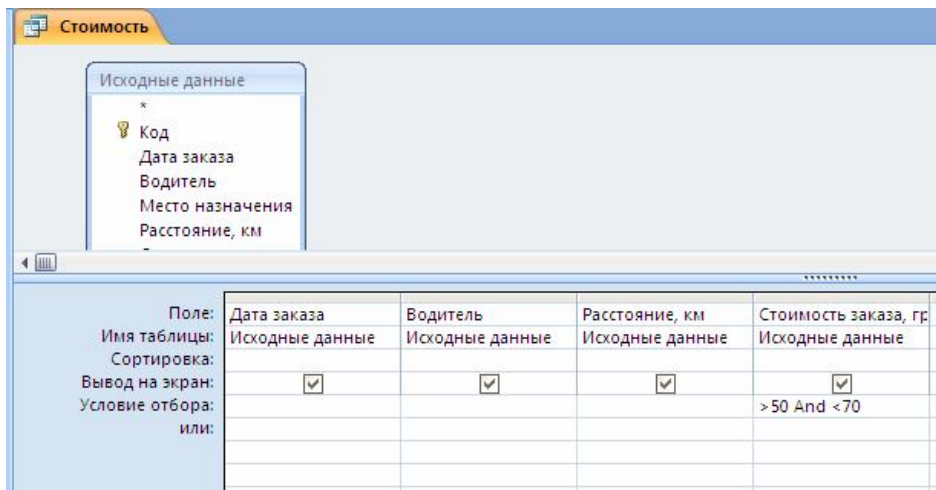 Стоимость
Исходные данные
*
Код
Дата заказа
Водитель
Место назначения
Расстояние, км
Поле: Дата заказа Водитель Расстояние, км Стоимость заказа, гр
Имя таблицы: Исходные данные Исходные данные Исходные данные Исходные данные
Сортировка:
Вывод на экран:
Условие отбора: >50 And <70
или: